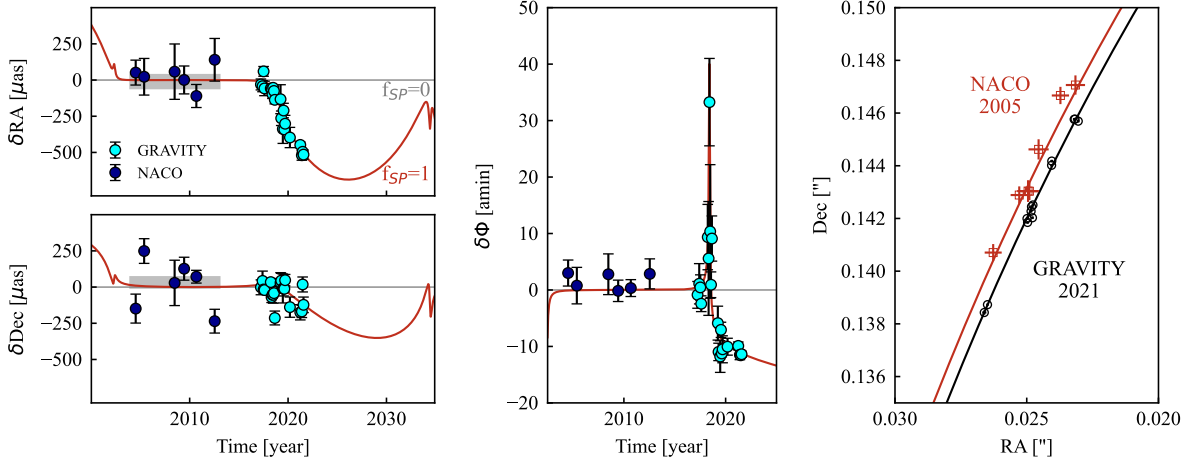 250
0
−250
−500
δRA [μas]
f_SP=0
GRAVITY
NACO
f_SP=1
250
0
−250
−500
δDec [μas]
2010
2020
2030
Time [year]
50
40
30
20
10
0
−10
−20
δΦ [amin]
2010
2020
Time [year]
0.150
0.148
0.146
0.144
0.142
0.140
0.138
0.136
Dec ["]
NACO
2005
GRAVITY
2021
0.030
0.025
0.020
RA ["]